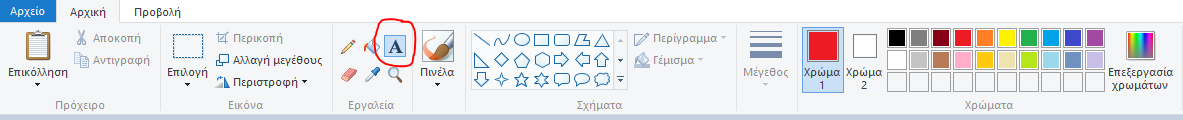 Αρχείο Αρχική Προβολή
Επικόλληση Αποκοπή Αντιγραφή
Πρόχειρο
Επιλογή Περικοπή Αλλαγή μεγέθους Περιστροφή
Εικόνα
A
Εργαλεία
Πινέλα
Περίγραμμα Γέμισμα
Σχήματα
Μέγεθος
Χρώμα 1 Χρώμα 2 Επεξεργασία χρωμάτων
Χρώματα